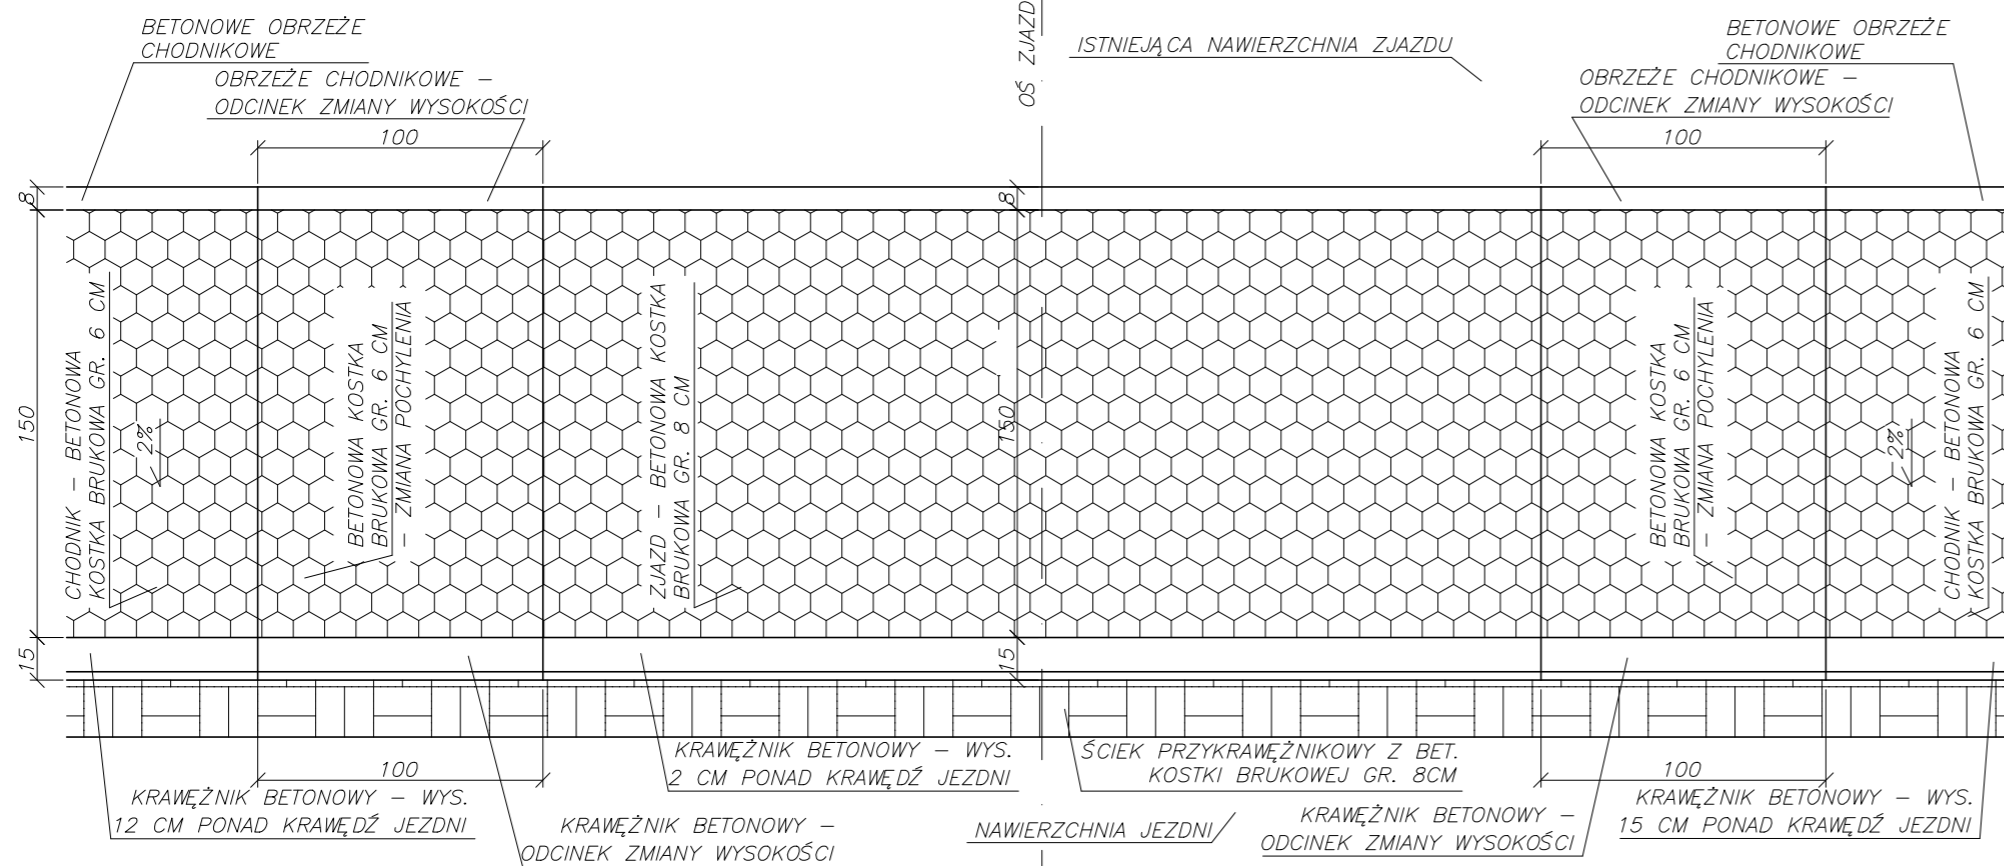 BETONOWE OBRZEŻE
CHODNIKOWE
OBRZEŻE CHODNIKOWE –
ODCINEK ZMIANY WYSOKOŚCI
100
OŚ ZJAZD
ISTNIEJĄCA NAWIERZCHNIA ZJAZDU
BETONOWE OBRZEŻE
CHODNIKOWE
OBRZEŻE CHODNIKOWE –
ODCINEK ZMIANY WYSOKOŚCI
100
8
8
150
CHODNIK – BETONOWA
KOSTKA BRUKOWA GR. 6 CM
2%
BETONOWA KOSTKA
BRUKOWA GR. 6 CM
– ZMIANA POCHYLENIA
ZJAZD – BETONOWA KOSTKA
BRUKOWA GR. 8 CM
150
BETONOWA KOSTKA
BRUKOWA GR. 6 CM
– ZMIANA POCHYLENIA
2%
CHODNIK – BETONOWA
KOSTKA BRUKOWA GR. 6 CM
15
15
100
KRAWĘŻNIK BETONOWY – WYS.
12 CM PONAD KRAWĘDŹ JEZDNI
KRAWĘŻNIK BETONOWY –
ODCINEK ZMIANY WYSOKOŚCI
KRAWĘŻNIK BETONOWY – WYS.
2 CM PONAD KRAWĘDŹ JEZDNI
NAWIERZCHNIA JEZDNI
ŚCIEK PRZYKRAWĘŻNIKOWY Z BET.
KOSTKI BRUKOWEJ GR. 8CM
KRAWĘŻNIK BETONOWY –
ODCINEK ZMIANY WYSOKOŚCI
100
KRAWĘŻNIK BETONOWY – WYS.
15 CM PONAD KRAWĘDŹ JEZDNI